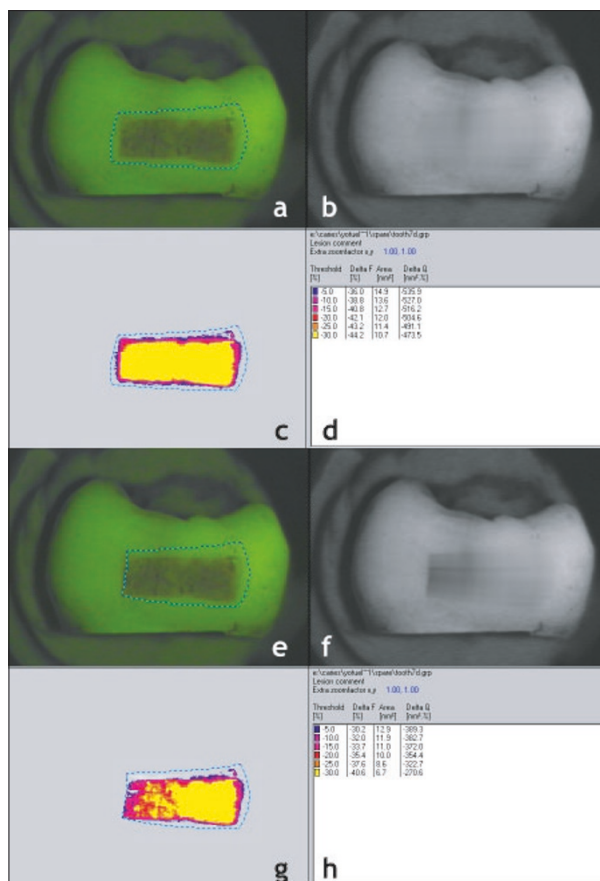 a
b
c
d
Lesion comment
Extra zoomfactor x,y 1.00, 1.00
Threshold Delta F Area Delta Q
[%] [%] [mm²] [mm².%]
-5.0 -36.0 14.9 -535.9
-10.0 -38.8 13.6 -527.0
-15.0 -40.8 12.7 -516.2
-20.0 -42.1 12.0 -504.6
-25.0 -43.2 11.4 -491.1
-30.0 -44.2 10.7 -473.5
e
f
g
h
Lesion comment
Extra zoomfactor x,y 1.00, 1.00
Threshold Delta F Area Delta Q
[%] [%] [mm²] [mm².%]
-5.0 -30.2 12.9 -389.3
-10.0 -32.0 11.9 -382.7
-15.0 -33.7 11.0 -372.0
-20.0 -35.4 10.0 -354.4
-25.0 -37.6 8.6 -322.7
-30.0 -40.6 6.7 -270.6